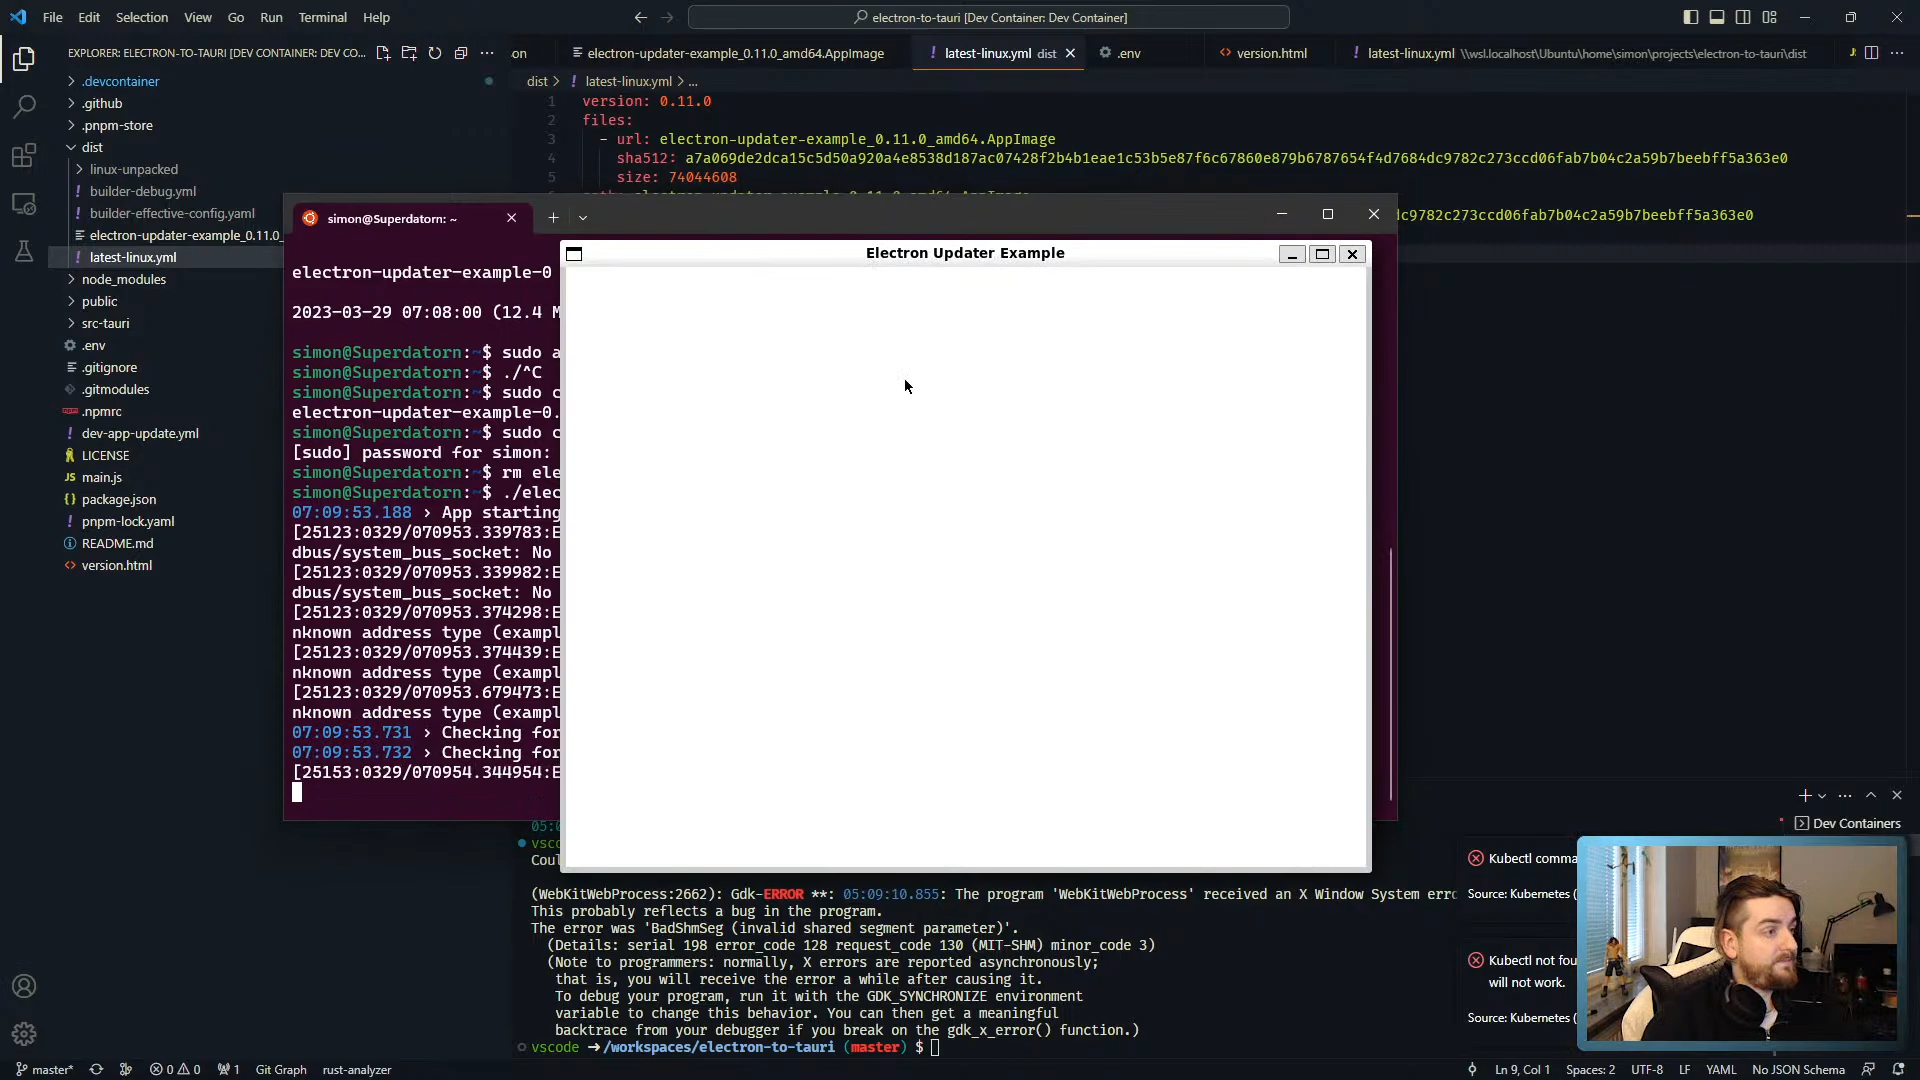 File Edit Selection View Go Run Terminal Help
electron-to-tauri [Dev Container: Dev Container]
EXPLORER: ELECTRON-TO-TAURI [DEV CONTAINER: DEV CO...
on electron-updater-example_0.11.0_amd64.AppImage latest-linux.yml dist .env version.html latest-linux.yml \\wsl.localhost\Ubuntu\home\simon\projects\electron-to-tauri\dist
dist > latest-linux.yml > ...
.devcontainer
.github
.pnpm-store
dist
linux-unpacked
builder-debug.yml
builder-effective-config.yaml
electron-updater-example_0.11.0_
latest-linux.yml
node_modules
public
src-tauri
.env
.gitignore
.gitmodules
.npmrc
dev-app-update.yml
LICENSE
main.js
package.json
pnpm-lock.yaml
README.md
version.html
1 version: 0.11.0
2 files:
3 - url: electron-updater-example_0.11.0_amd64.AppImage
4 sha512: a7a069de2dca15c5d50a920a4e8538d187ac07428f2b4b1eae1c53b5e87f6c67860e879b6787654f4d7684dc9782c273ccd06fab7b04c2a59b7beebff5a363e0
5 size: 74044608
c9782c273ccd06fab7b04c2a59b7beebff5a363e0
simon@Superdatorn: ~
Electron Updater Example
electron-updater-example-0
2023-03-29 07:08:00 (12.4 M
simon@Superdatorn:~$ sudo a
simon@Superdatorn:~$ ./^C
simon@Superdatorn:~$ sudo c
electron-updater-example-0.
simon@Superdatorn:~$ sudo c
[sudo] password for simon:
simon@Superdatorn:~$ rm ele
simon@Superdatorn:~$ ./elec
07:09:53.188 › App starting
[25123:0329/070953.339783:E
dbus/system_bus_socket: No
[25123:0329/070953.339982:E
dbus/system_bus_socket: No
[25123:0329/070953.374298:E
nknown address type (exampl
[25123:0329/070953.374439:E
nknown address type (exampl
[25123:0329/070953.679473:E
nknown address type (exampl
07:09:53.731 › Checking for
07:09:53.732 › Checking for
[25153:0329/070954.344954:E
Dev Containers
vsco
Coul
(WebKitWebProcess:2662): Gdk-ERROR **: 05:09:10.855: The program 'WebKitWebProcess' received an X Window System erro
This probably reflects a bug in the program.
The error was 'BadShmSeg (invalid shared segment parameter)'.
(Details: serial 198 error_code 128 request_code 130 (MIT-SHM) minor_code 3)
(Note to programmers: normally, X errors are reported asynchronously;
that is, you will receive the error a while after causing it.
To debug your program, run it with the GDK_SYNCHRONIZE environment
variable to change this behavior. You can then get a meaningful
backtrace from your debugger if you break on the gdk_x_error() function.)
vscode ➜ /workspaces/electron-to-tauri (master) $
Kubectl comma
Source: Kubernetes (
Kubectl not fou
will not work.
Source: Kubernetes (
master* 0 0 1 Git Graph rust-analyzer
Ln 9, Col 1 Spaces: 2 UTF-8 LF YAML No JSON Schema